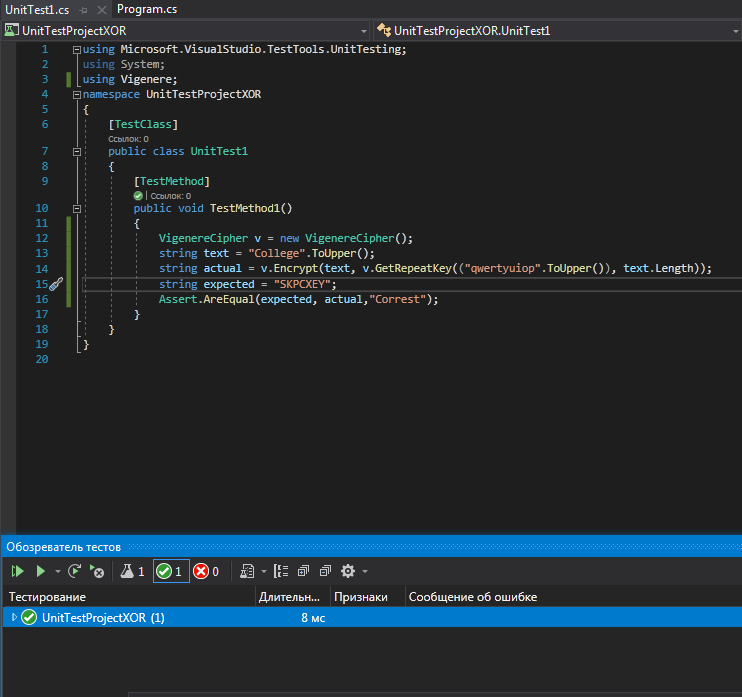 UnitTest1.cs Program.cs
UnitTestProjectXOR UnitTestProjectXOR.UnitTest1
1 using Microsoft.VisualStudio.TestTools.UnitTesting;
2 using System;
3 using Vigenere;
4 namespace UnitTestProjectXOR
5 {
6 [TestClass]
Ссылок: 0
7 public class UnitTest1
8 {
9 [TestMethod]
| Ссылок: 0
10 public void TestMethod1()
11 {
12 VigenereCipher v = new VigenereCipher();
13 string text = "College".ToUpper();
14 string actual = v.Encrypt(text, v.GetRepeatKey(("qwertyuiop".ToUpper()), text.Length));
15 string expected = "SKPCXEY";
16 Assert.AreEqual(expected, actual,"Correst");
17 }
18 }
19 }
20
Обозреватель тестов
1 1 0
Тестирование Длительн... Признаки Сообщение об ошибке
UnitTestProjectXOR (1) 8 мс